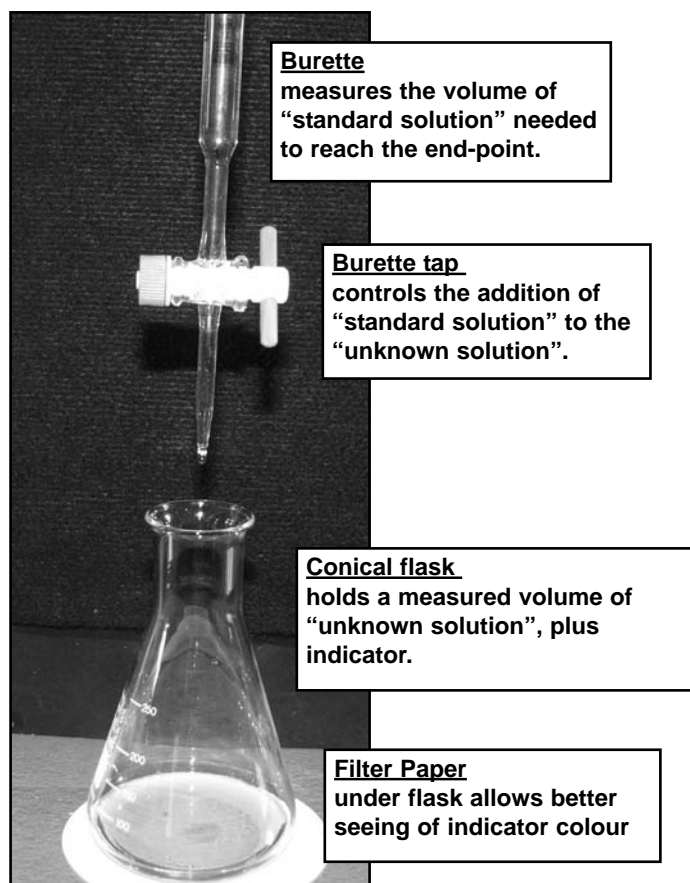 Burette
measures the volume of
“standard solution” needed
to reach the end-point.
Burette tap
controls the addition of
“standard solution” to the
“unknown solution”.
Conical flask
holds a measured volume of
“unknown solution”, plus
indicator.
250
200
100
Filter Paper
under flask allows better
seeing of indicator colour